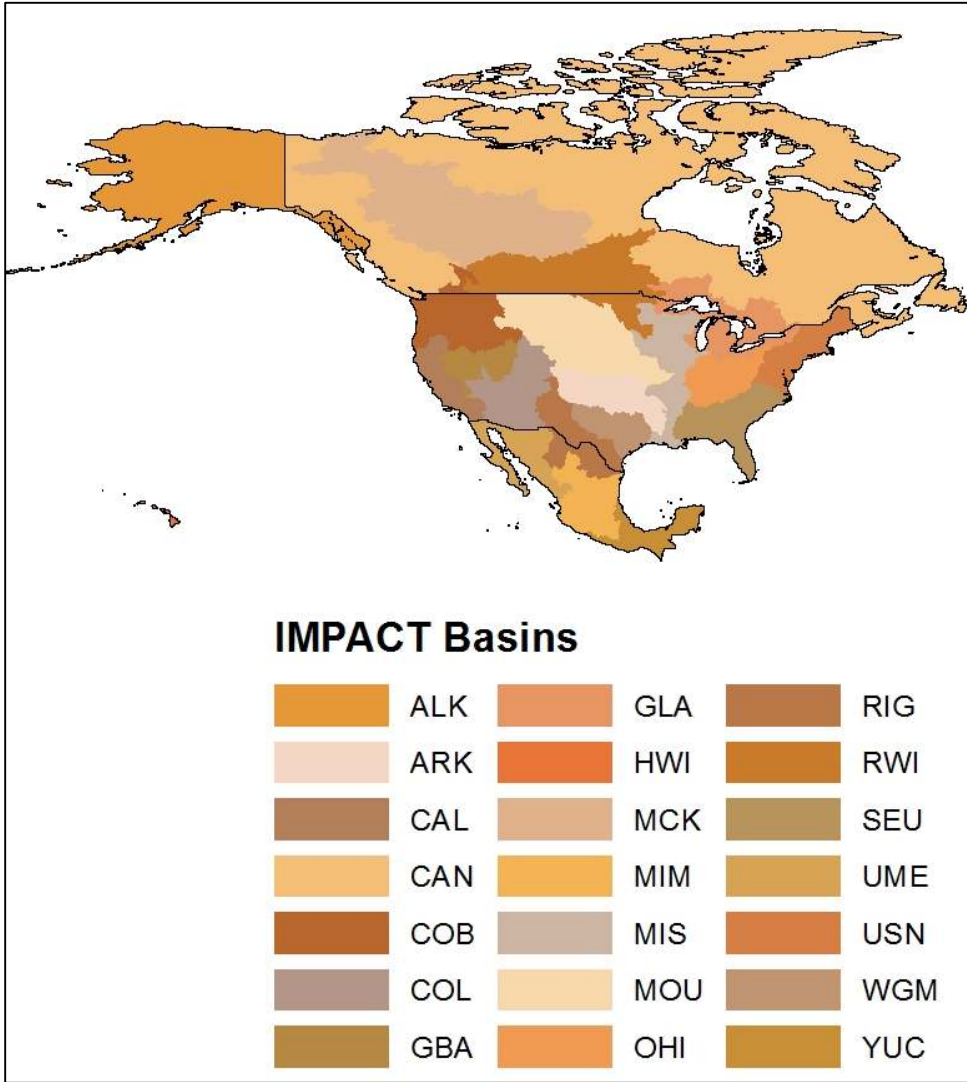 IMPACT Basins
ALK GLA RIG
ARK HWI RWI
CAL MCK SEU
CAN MIM UME
COB MIS USN
COL MOU WGM
GBA OHI YUC